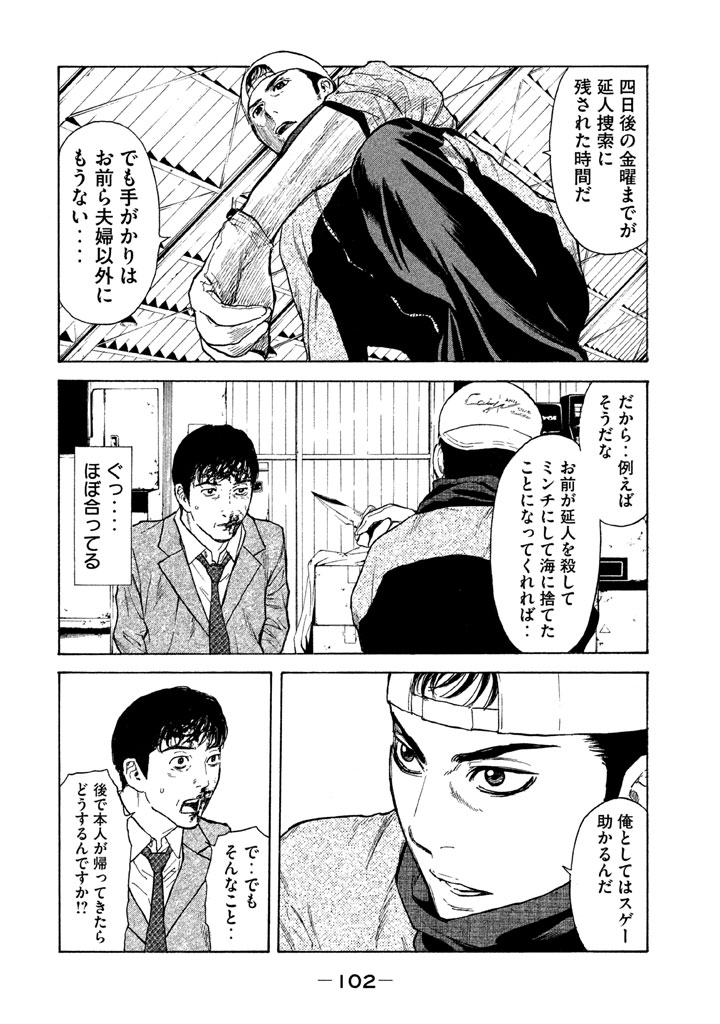 四日後の金曜までが
延人捜索に
残された時間だ
でも手がかりは
お前ら夫婦以外に
もうない‥‥
だから‥例えば
そうだな
お前が延人を殺して
ミンチにして海に捨てた
ことになってくれれば‥
ぐっ‥‥
ほぼ合ってる
俺としてはスゲー
助かるんだ
で‥でも
そんなこと‥
後で本人が帰ってきたら
どうするんですか!?
－102－